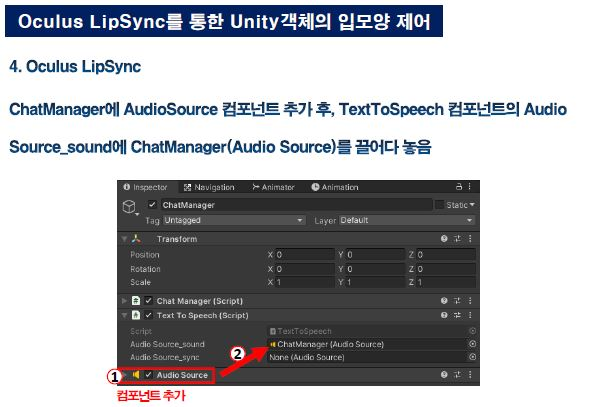 Oculus LipSync를 통한 Unity객체의 입모양 제어
4. Oculus LipSync
ChatManager에 AudioSource 컴포넌트 추가 후, TextToSpeech 컴포넌트의 Audio
Source_sound에 ChatManager(Audio Source)를 끌어다 놓음
Inspector Navigation Animator Animation
ChatManager Static
Tag Untagged Layer Default
Transform
Position X 0 Y 0 Z 0
Rotation X 0 Y 0 Z 0
Scale X 1 Y 1 Z 1
# Chat Manager (Script)
# Text To Speech (Script)
Script TextToSpeech
Audio Source_sound ChatManager (Audio Source)
Audio Source_sync None (Audio Source)
② 
① Audio Source
컴포넌트 추가